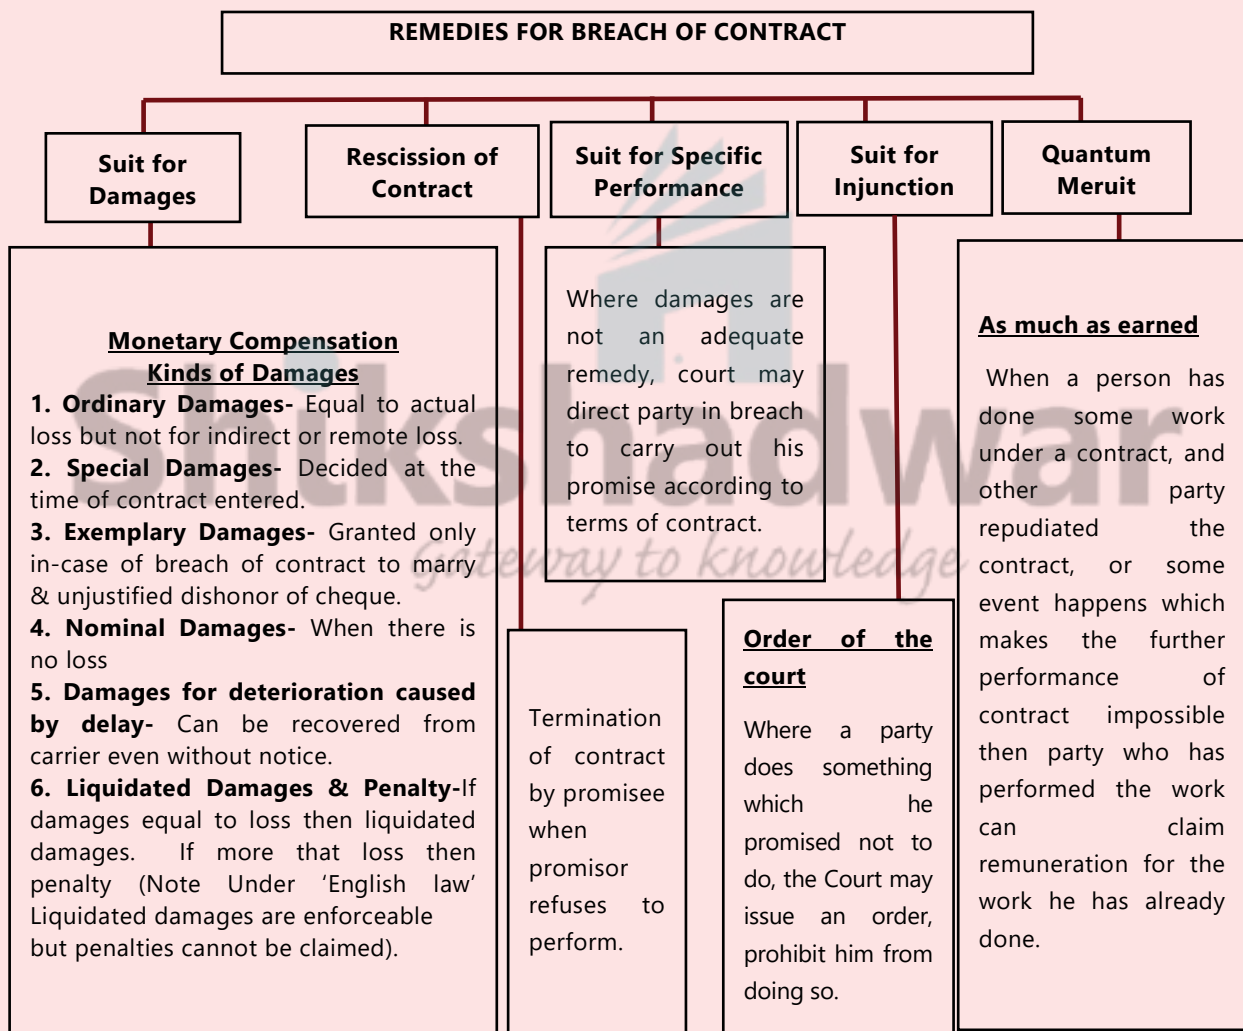 REMEDIES FOR BREACH OF CONTRACT
Suit for
Damages
Rescission of
Contract
Suit for Specific
Performance
Suit for
Injunction
Quantum
Meruit
Monetary Compensation
Kinds of Damages
1. Ordinary Damages- Equal to actual
loss but not for indirect or remote loss.
2. Special Damages- Decided at the
time of contract entered.
3. Exemplary Damages- Granted only
in-case of breach of contract to marry
& unjustified dishonor of cheque.
4. Nominal Damages- When there is
no loss
5. Damages for deterioration caused
by delay- Can be recovered from
carrier even without notice.
6. Liquidated Damages & Penalty-If
damages equal to loss then liquidated
damages. If more that loss then
penalty (Note Under ‘English law’
Liquidated damages are enforceable
but penalties cannot be claimed).
Termination
of contract
by promisee
when
promisor
refuses to
perform.
Where damages are
not an adequate
remedy, court may
direct party in breach
to carry out his
promise according to
terms of contract.
Order of the
court
Where a party
does something
which he
promised not to
do, the Court may
issue an order,
prohibit him from
doing so.
As much as earned
When a person has
done some work
under a contract, and
other party
repudiated the
contract, or some
event happens which
makes the further
performance of
contract impossible
then party who has
performed the work
can claim
remuneration for the
work he has already
done.
Shikshadwar
gateway to knowledge